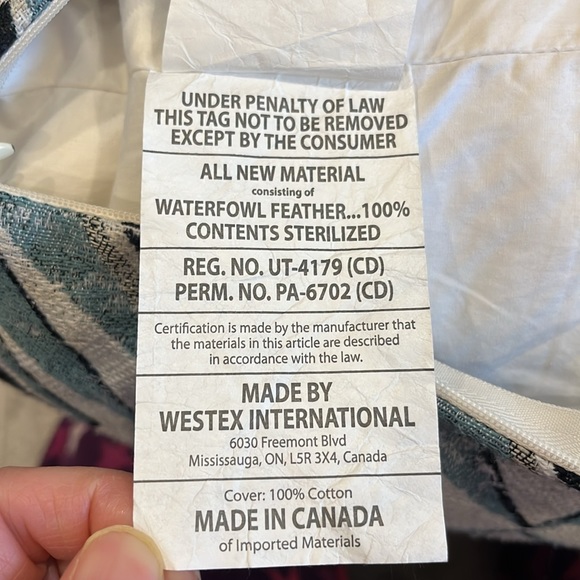 UNDER PENALTY OF LAW
THIS TAG NOT TO BE REMOVED
EXCEPT BY THE CONSUMER
ALL NEW MATERIAL
consisting of
WATERFOWL FEATHER...100%
CONTENTS STERILIZED
REG. NO. UT-4179 (CD)
PERM. NO. PA-6702 (CD)
Certification is made by the manufacturer that
the materials in this article are described
in accordance with the law.
MADE BY
WESTEX INTERNATIONAL
6030 Freemont Blvd
Mississauga, ON, L5R 3X4, Canada
Cover: 100% Cotton
MADE IN CANADA
of Imported Materials